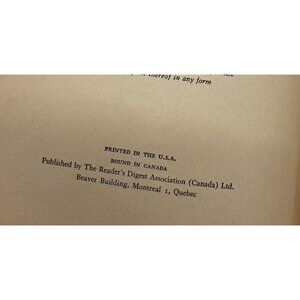 thereof in any form
PRINTED IN THE U.S.A.
BOUND IN CANADA
Published by The Reader's Digest Association (Canada) Ltd.
Beaver Building, Montreal 1, Quebec